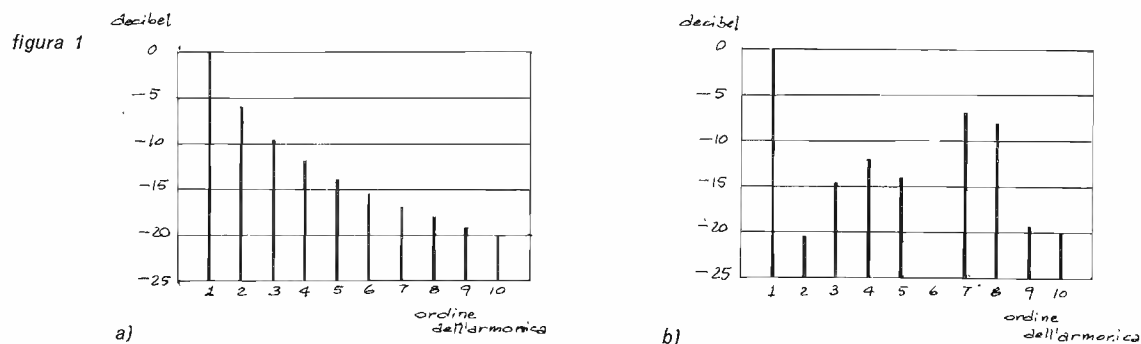 figura 1
decibel
0
—5
—10
—15
—20
—25
1 2 3 4 5 6 7 8 9 10
ordine
dell'armonica
a)
decibel
0
—5
—10
—15
—20
—25
1 2 3 4 5 6 7 8 9 10
ordine
dell'armonica
b)